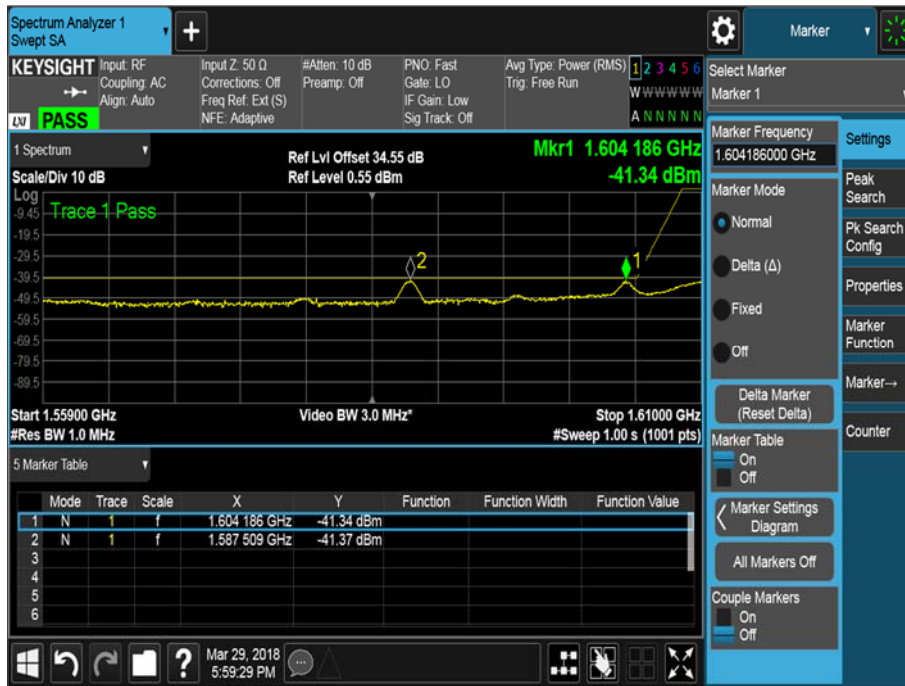 Spectrum Analyzer 1
Swept SA
Marker
KEYSIGHT
Input: RF
Coupling: AC
Align: Auto
Input Z: 50 Ω
Corrections: Off
Freq Ref: Ext (S)
NFE: Adaptive
#Atten: 10 dB
Preamp: Off
PNO: Fast
Gate: LO
IF Gain: Low
Sig Track: Off
Avg Type: Power (RMS)
Trig: Free Run
1 2 3 4 5 6
W W W W W W
A N N N N N
LXI PASS
Select Marker
Marker 1
1 Spectrum
Scale/Div 10 dB
Ref Lvl Offset 34.55 dB
Ref Level 0.55 dBm
Mkr1 1.604 186 GHz
-41.34 dBm
Log
Trace 1 Pass
-9.45
-19.5
-29.5
-39.5
-49.5
-59.5
-69.5
-79.5
-89.5
2
1
Start 1.55900 GHz
#Res BW 1.0 MHz
Video BW 3.0 MHz*
Stop 1.61000 GHz
#Sweep 1.00 s (1001 pts)
5 Marker Table
Mode Trace Scale X Y Function Function Width Function Value
1 N 1 f 1.604 186 GHz -41.34 dBm
2 N 1 f 1.587 509 GHz -41.37 dBm
3
4
5
6
Marker Frequency
1.604186000 GHz
Marker Mode
Normal
Delta (Δ)
Fixed
Off
Delta Marker
(Reset Delta)
Marker Table
On
Off
Marker Settings
Diagram
All Markers Off
Couple Markers
On
Off
Settings
Peak
Search
Pk Search
Config
Properties
Marker
Function
Marker→
Counter
?
Mar 29, 2018
5:59:29 PM